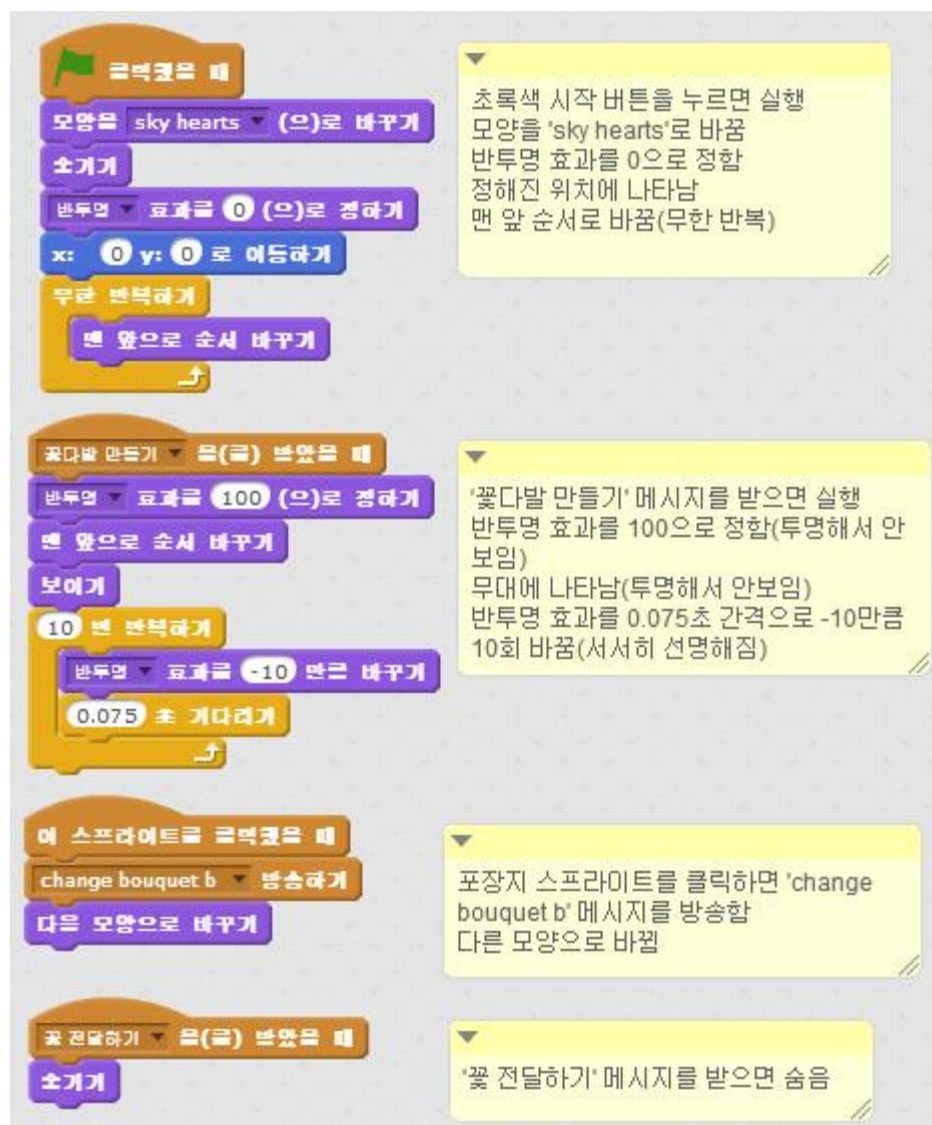 클릭했을 때
모양을 sky hearts (으)로 바꾸기
숨기기
반투명 효과를 0 (으)로 정하기
x: 0 y: 0 로 이동하기
무한 반복하기
맨 앞으로 순서 바꾸기
초록색 시작 버튼을 누르면 실행
모양을 'sky hearts'로 바꿈
반투명 효과를 0으로 정함
정해진 위치에 나타남
맨 앞 순서로 바꿈(무한 반복)
꽃다발 만들기 을(를) 받았을 때
반투명 효과를 100 (으)로 정하기
맨 앞으로 순서 바꾸기
보이기
10 번 반복하기
반투명 효과를 -10 만큼 바꾸기
0.075 초 기다리기
'꽃다발 만들기' 메시지를 받으면 실행
반투명 효과를 100으로 정함(투명해서 안
보임)
무대에 나타남(투명해서 안보임)
반투명 효과를 0.075초 간격으로 -10만큼
10회 바꿈(서서히 선명해짐)
이 스프라이트를 클릭했을 때
change bouquet b 방송하기
다음 모양으로 바꾸기
포장지 스프라이트를 클릭하면 'change
bouquet b' 메시지를 방송함
다른 모양으로 바뀜
꽃 전달하기 을(를) 받았을 때
숨기기
'꽃 전달하기' 메시지를 받으면 숨음